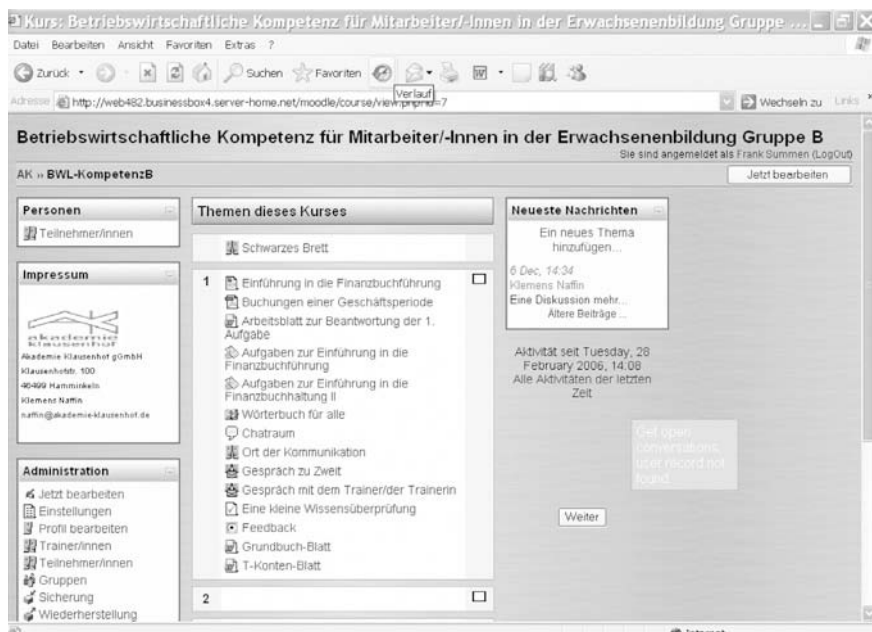 Kurs: Betriebswirtschaftliche Kompetenz für Mitarbeiter/-Innen in der Erwachsenenbildung Gruppe ...
Datei Bearbeiten Ansicht Favoriten Extras ?
Zurück Suchen Favoriten
Verlauf
Adresse http://web482.businessbox4.server-home.net/moodle/course/view.php?id=7 Wechseln zu Links
Betriebswirtschaftliche Kompetenz für Mitarbeiter/-Innen in der Erwachsenenbildung Gruppe B
Sie sind angemeldet als Frank Summen (LogOut)
AK » BWL-KompetenzB Jetzt bearbeiten
Personen
Teilnehmer/innen
Impressum
akademie
klausenhof
Akademie Klausenhof gGmbH
Klausenhofstr. 100
46499 Hamminkeln
Klemens Naffin
naffin@akademie-klausenhof.de
Administration
Jetzt bearbeiten
Einstellungen
Profil bearbeiten
Trainer/innen
Teilnehmer/innen
Gruppen
Sicherung
Wiederherstellung
Themen dieses Kurses
Schwarzes Brett
1
Einführung in die Finanzbuchführung
Buchungen einer Geschäftsperiode
Arbeitsblatt zur Beantwortung der 1.
Aufgabe
Aufgaben zur Einführung in die
Finanzbuchführung
Aufgaben zur Einführung in die
Finanzbuchhaltung II
Wörterbuch für alle
Chatraum
Ort der Kommunikation
Gespräch zu Zweit
Gespräch mit dem Trainer/der Trainerin
Eine kleine Wissensüberprüfung
Feedback
Grundbuch-Blatt
T-Konten-Blatt
2
Neueste Nachrichten
Ein neues Thema
hinzufügen...
6 Dec, 14:34
Klemens Naffin
Eine Diskussion mehr...
Ältere Beiträge ...
Aktivität seit Tuesday, 28
February 2006, 14:08
Alle Aktivitäten der letzten
Zeit
Get open
conversations,
user record not
found
Weiter
Internet